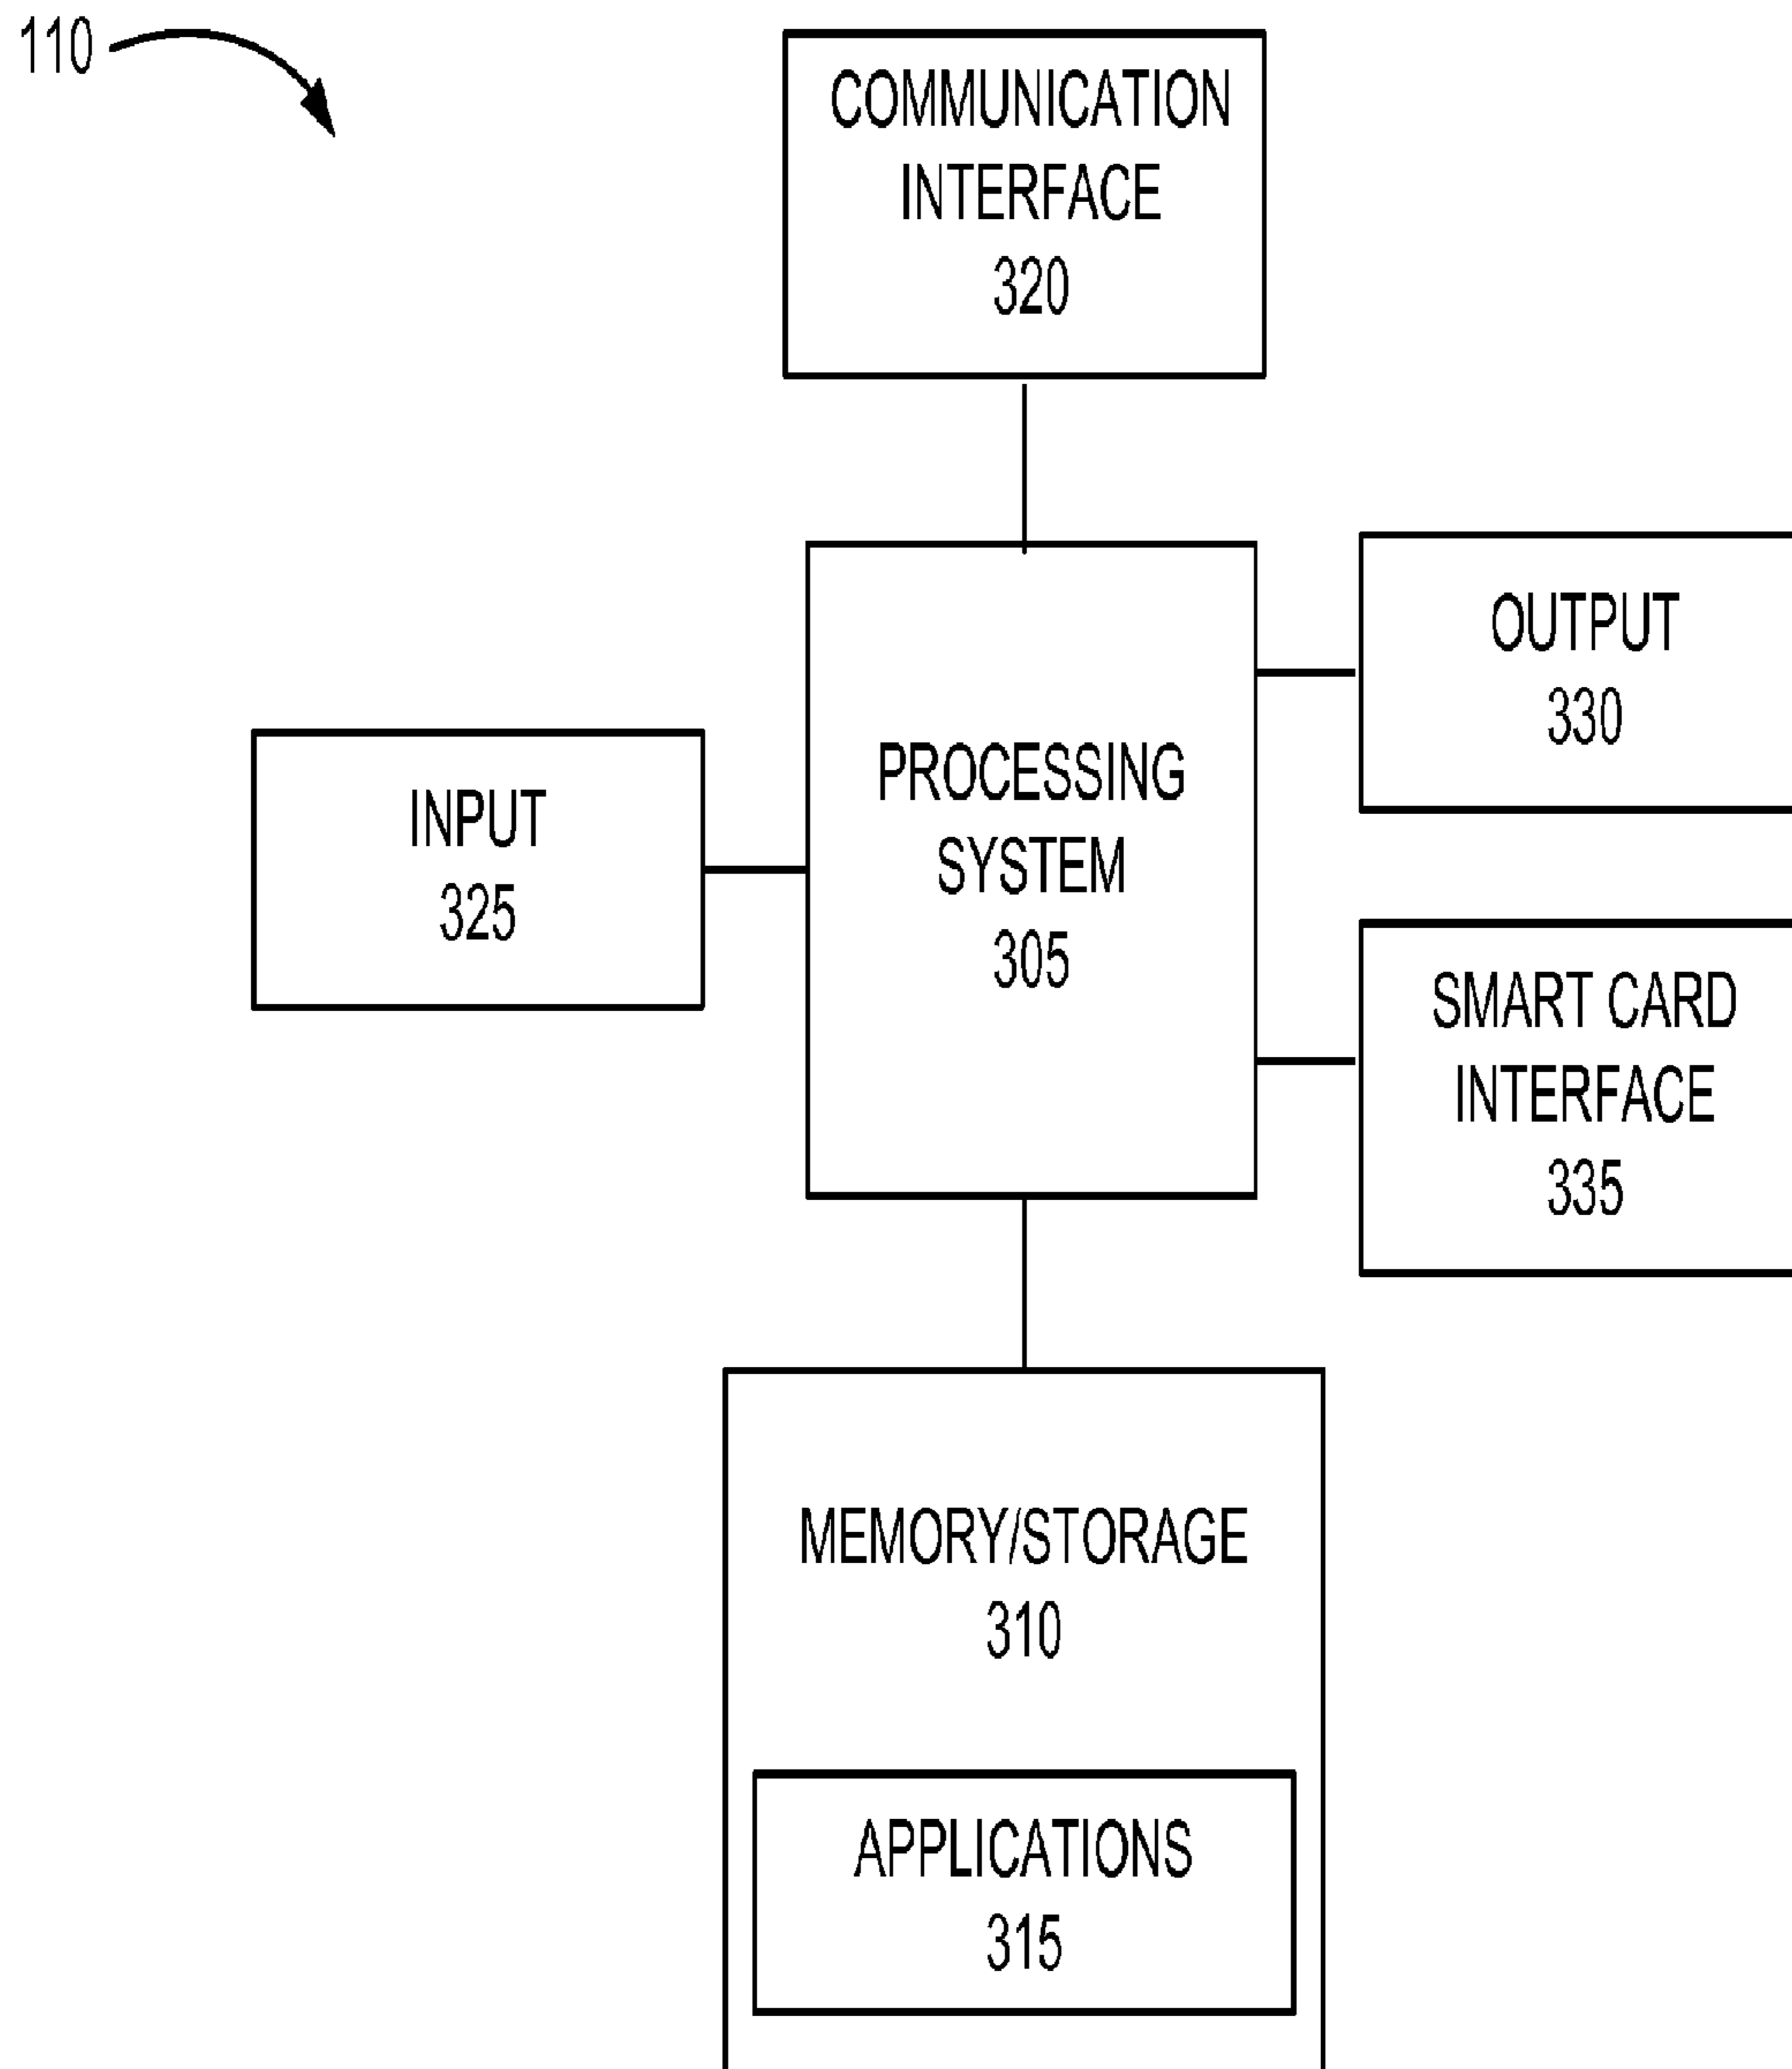 110
COMMUNICATION
INTERFACE
320
OUTPUT
330
PROCESSING
SYSTEM
305
INPUT
325
SMART CARD
INTERFACE
335
MEMORY/STORAGE
310
APPLICATIONS
315